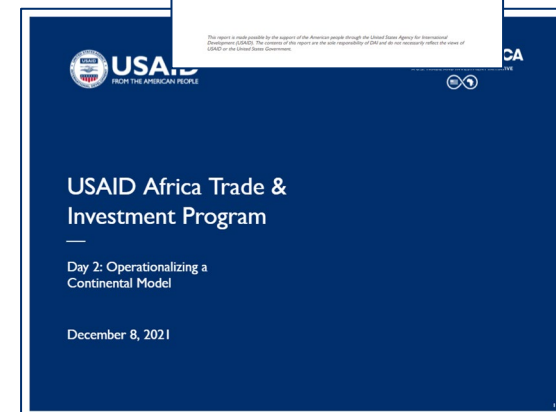 This report is made possible by the support of the American people through the United States Agency for International
Development (USAID). The contents of this report are the sole responsibility of DAI and do not necessarily reflect the views of
USAID or the United States Government.
USAID
FROM THE AMERICAN PEOPLE
CA
USAID Africa Trade &
Investment Program
Day 2: Operationalizing a
Continental Model
December 8, 2021